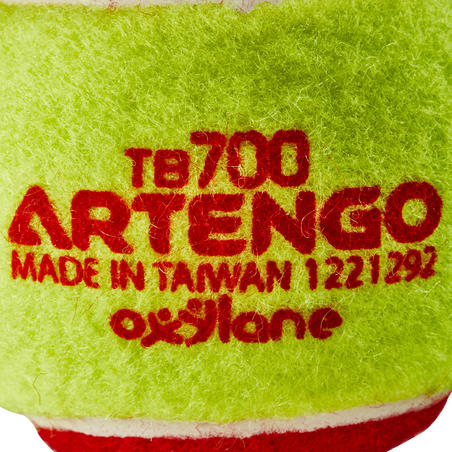 TB700
ARTENGO
MADE IN TAIWAN 1221292
oxylane